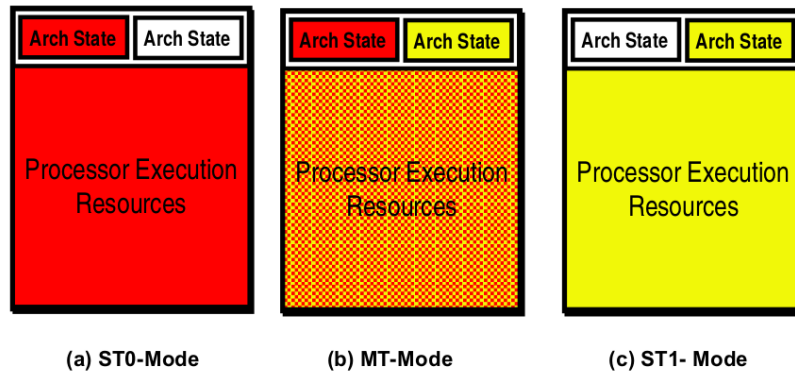 Arch State Arch State
Processor Execution
Resources
(a) ST0-Mode
Arch State Arch State
Processor Execution
Resources
(b) MT-Mode
Arch State Arch State
Processor Execution
Resources
(c) ST1- Mode